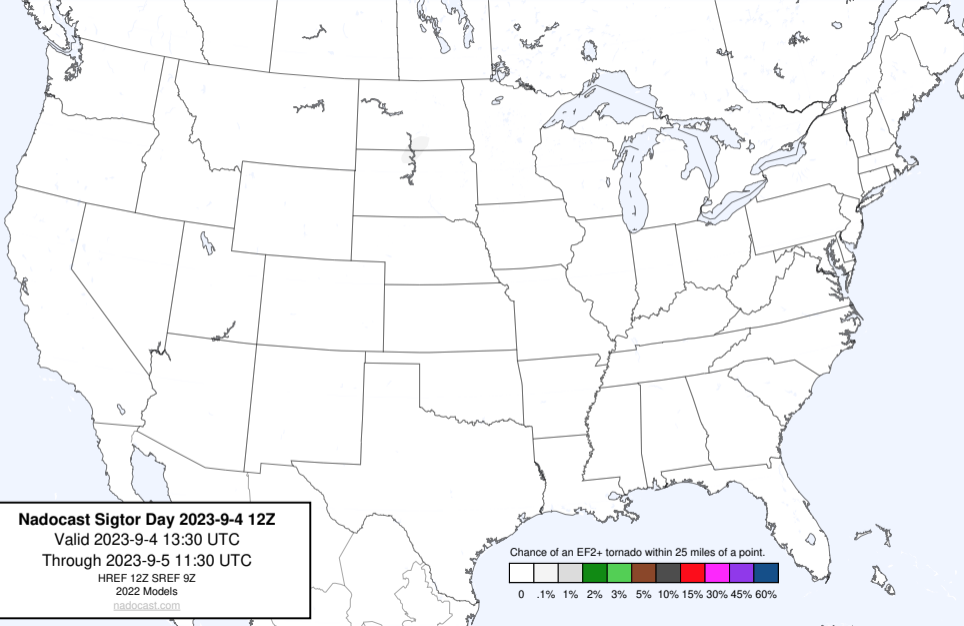 Nadocast Sigtor Day 2023-9-4 12Z
Valid 2023-9-4 13:30 UTC
Through 2023-9-5 11:30 UTC
HREF 12Z SREF 9Z
2022 Models
nadocast.com
Chance of an EF2+ tornado within 25 miles of a point.
0 .1% 1% 2% 3% 5% 10% 15% 30% 45% 60%